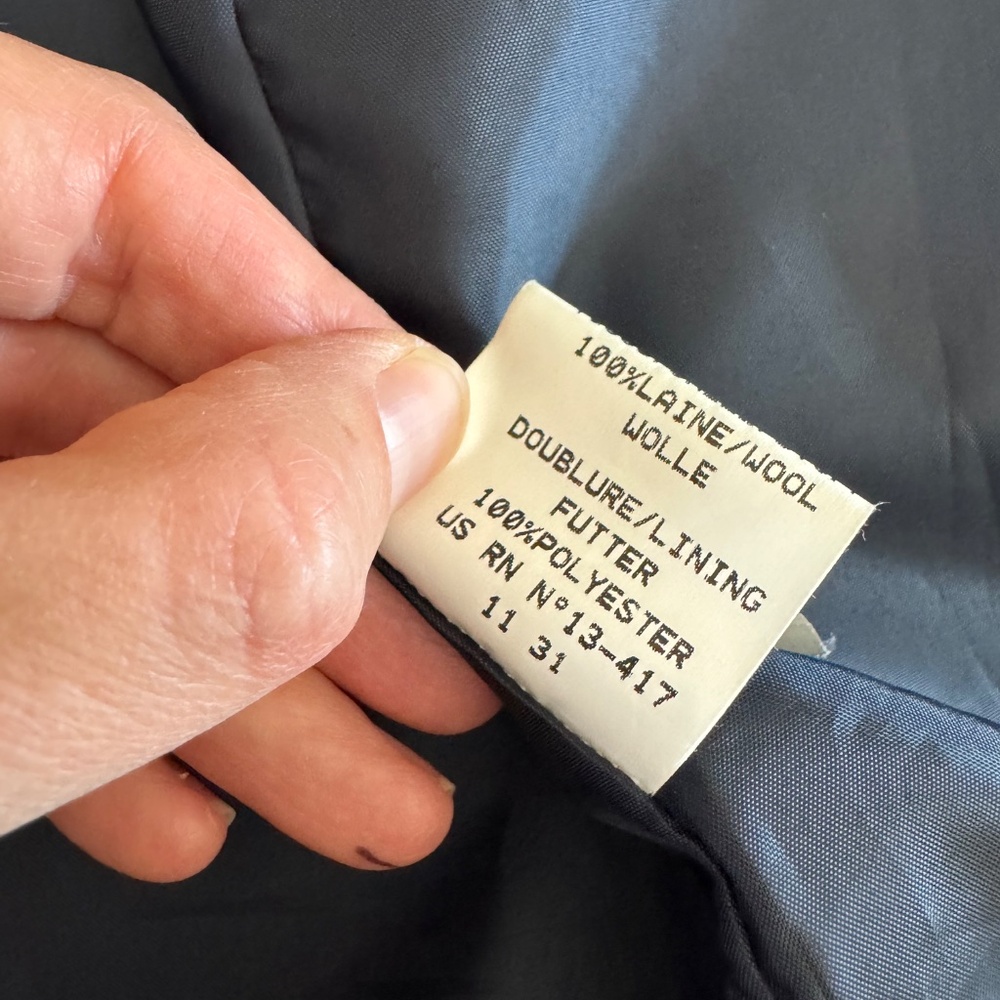 100%LAINE/WOOL
WOLLE
DOUBLURE/LINING
FUTTER
100%POLYESTER
US RN N°13-417
11 31